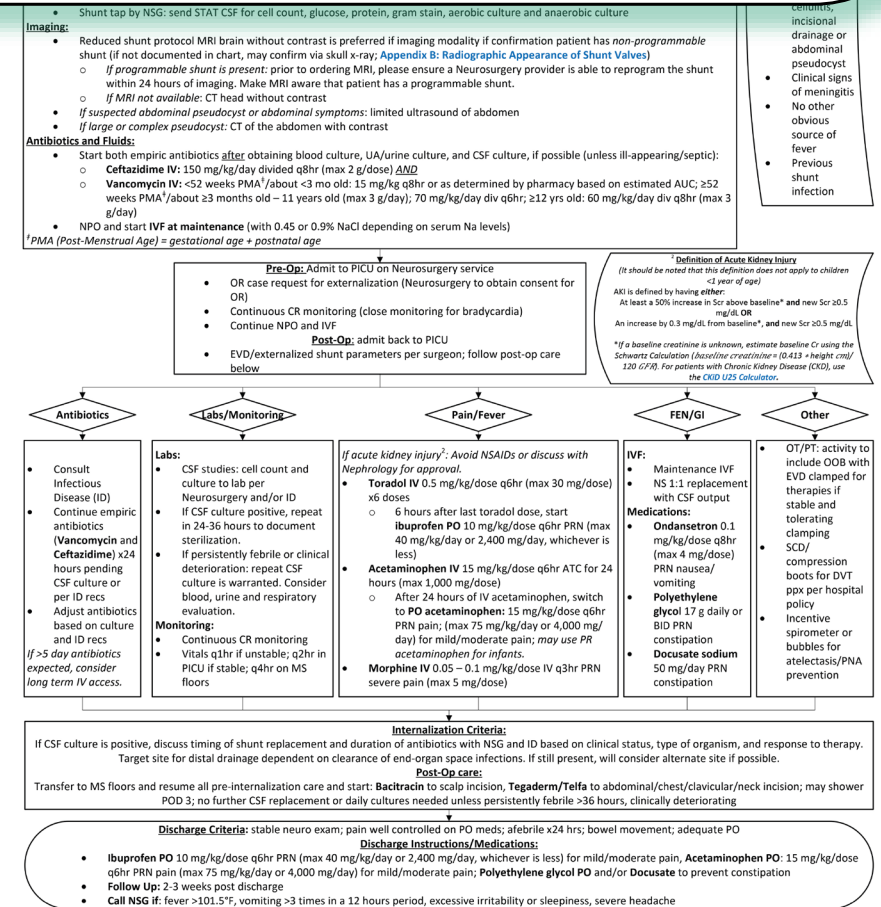 • Shunt tap by NSG: send STAT CSF for cell count, glucose, protein, gram stain, aerobic culture and anaerobic culture
Imaging:
• Reduced shunt protocol MRI brain without contrast is preferred if imaging modality if confirmation patient has non-programmable
shunt (if not documented in chart, may confirm via skull x-ray; Appendix B: Radiographic Appearance of Shunt Valves)
o If programmable shunt is present: prior to ordering MRI, please ensure a Neurosurgery provider is able to reprogram the shunt
within 24 hours of imaging. Make MRI aware that patient has a programmable shunt.
o If MRI not available: CT head without contrast
• If suspected abdominal pseudocyst or abdominal symptoms: limited ultrasound of abdomen
• If large or complex pseudocyst: CT of the abdomen with contrast
Antibiotics and Fluids:
• Start both empiric antibiotics after obtaining blood culture, UA/urine culture, and CSF culture, if possible (unless ill-appearing/septic):
o Ceftazidime IV: 150 mg/kg/day divided q8hr (max 2 g/dose) AND
o Vancomycin IV: <52 weeks PMA‡/about <3 mo old: 15 mg/kg q8hr or as determined by pharmacy based on estimated AUC; ≥52
weeks PMA‡/about ≥3 months old – 11 years old (max 3 g/day); 70 mg/kg/day div q6hr; ≥12 yrs old: 60 mg/kg/day div q8hr (max 3
g/day)
• NPO and start IVF at maintenance (with 0.45 or 0.9% NaCl depending on serum Na levels)
‡PMA (Post-Menstrual Age) = gestational age + postnatal age
cellulitis,
incisional
drainage or
abdominal
pseudocyst
• Clinical signs
of meningitis
• No other
obvious
source of
fever
• Previous
shunt
infection
Pre-Op: Admit to PICU on Neurosurgery service
• OR case request for externalization (Neurosurgery to obtain consent for
OR)
• Continuous CR monitoring (close monitoring for bradycardia)
• Continue NPO and IVF
Post-Op: admit back to PICU
• EVD/externalized shunt parameters per surgeon; follow post-op care
below
² Definition of Acute Kidney Injury
(It should be noted that this definition does not apply to children
<1 year of age)
AKI is defined by having either:
At least a 50% increase in Scr above baseline* and new Scr ≥0.5
mg/dL OR
An increase by 0.3 mg/dL from baseline*, and new Scr ≥0.5 mg/dL
*If a baseline creatinine is unknown, estimate baseline Cr using the
Schwartz Calculation (baseline creatinine = (0.413 * height cm)/
120 GFR). For patients with Chronic Kidney Disease (CKD), use
the CKiD U25 Calculator.
Antibiotics
• Consult
Infectious
Disease (ID)
• Continue empiric
antibiotics
(Vancomycin and
Ceftazidime) x24
hours pending
CSF culture or
per ID recs
• Adjust antibiotics
based on culture
and ID recs
If >5 day antibiotics
expected, consider
long term IV access.
Labs/Monitoring
Labs:
• CSF studies: cell count and
culture to lab per
Neurosurgery and/or ID
• If CSF culture positive, repeat
in 24-36 hours to document
sterilization.
• If persistently febrile or clinical
deterioration: repeat CSF
culture is warranted. Consider
blood, urine and respiratory
evaluation.
Monitoring:
• Continuous CR monitoring
• Vitals q1hr if unstable; q2hr in
PICU if stable; q4hr on MS
floors
Pain/Fever
If acute kidney injury²: Avoid NSAIDs or discuss with
Nephrology for approval.
• Toradol IV 0.5 mg/kg/dose q6hr (max 30 mg/dose)
x6 doses
o 6 hours after last toradol dose, start
ibuprofen PO 10 mg/kg/dose q6hr PRN (max
40 mg/kg/day or 2,400 mg/day, whichever is
less)
• Acetaminophen IV 15 mg/kg/dose q6hr ATC for 24
hours (max 1,000 mg/dose)
o After 24 hours of IV acetaminophen, switch
to PO acetaminophen: 15 mg/kg/dose q6hr
PRN pain; (max 75 mg/kg/day or 4,000 mg/
day) for mild/moderate pain; may use PR
acetaminophen for infants.
• Morphine IV 0.05 – 0.1 mg/kg/dose IV q3hr PRN
severe pain (max 5 mg/dose)
FEN/GI
IVF:
• Maintenance IVF
• NS 1:1 replacement
with CSF output
Medications:
• Ondansetron 0.1
mg/kg/dose q8hr
(max 4 mg/dose)
PRN nausea/
vomiting
• Polyethylene
glycol 17 g daily or
BID PRN
constipation
• Docusate sodium
50 mg/day PRN
constipation
Other
• OT/PT: activity to
include OOB with
EVD clamped for
therapies if
stable and
tolerating
clamping
• SCD/
compression
boots for DVT
ppx per hospital
policy
• Incentive
spirometer or
bubbles for
atelectasis/PNA
prevention
Internalization Criteria:
If CSF culture is positive, discuss timing of shunt replacement and duration of antibiotics with NSG and ID based on clinical status, type of organism, and response to therapy.
Target site for distal drainage dependent on clearance of end-organ space infections. If still present, will consider alternate site if possible.
Post-Op care:
Transfer to MS floors and resume all pre-internalization care and start: Bacitracin to scalp incision, Tegaderm/Telfa to abdominal/chest/clavicular/neck incision; may shower
POD 3; no further CSF replacement or daily cultures needed unless persistently febrile >36 hours, clinically deteriorating
Discharge Criteria: stable neuro exam; pain well controlled on PO meds; afebrile x24 hrs; bowel movement; adequate PO
Discharge Instructions/Medications:
• Ibuprofen PO 10 mg/kg/dose q6hr PRN (max 40 mg/kg/day or 2,400 mg/day, whichever is less) for mild/moderate pain, Acetaminophen PO: 15 mg/kg/dose
q6hr PRN pain (max 75 mg/kg/day or 4,000 mg/day) for mild/moderate pain; Polyethylene glycol PO and/or Docusate to prevent constipation
• Follow Up: 2-3 weeks post discharge
• Call NSG if: fever >101.5°F, vomiting >3 times in a 12 hours period, excessive irritability or sleepiness, severe headache